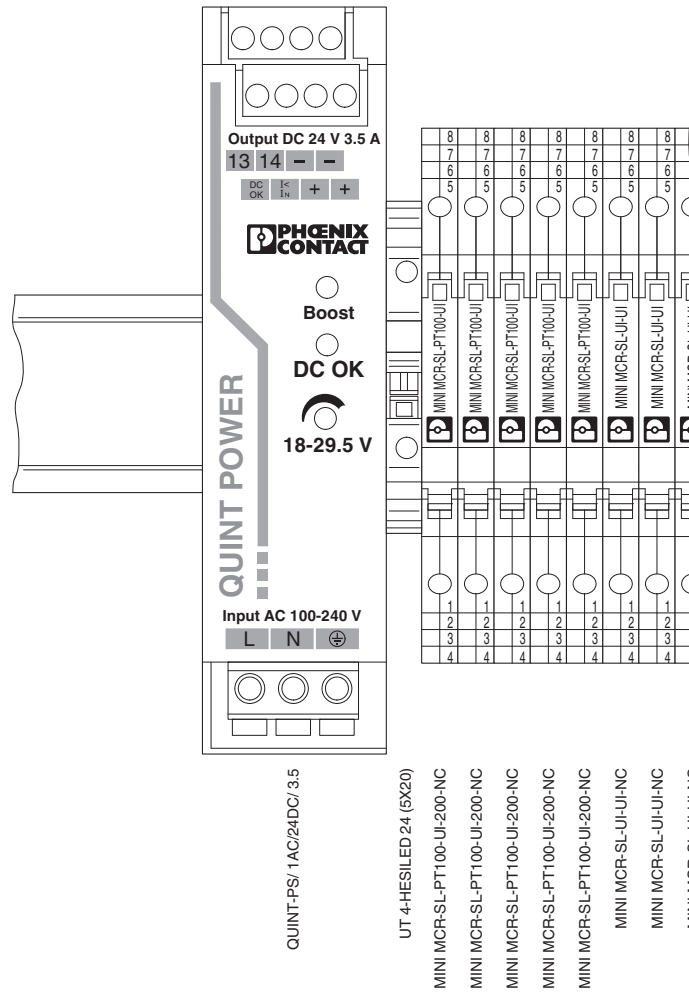 Output DC 24 V 3.5 A
13 14 – –
DC OK I< IN + +
PHŒNIX
CONTACT
Boost
DC OK
18-29.5 V
QUINT POWER
Input AC 100-240 V
L N
8 8 8 8 8 8 8
7 7 7 7 7 7 7
6 6 6 6 6 6 6
5 5 5 5 5 5 5
MINI MCR-SL-PT100-UI
MINI MCR-SL-PT100-UI
MINI MCR-SL-PT100-UI
MINI MCR-SL-PT100-UI
MINI MCR-SL-PT100-UI
MINI MCR-SL-UI-UI
MINI MCR-SL-UI-UI
1 1 1 1 1 1 1
2 2 2 2 2 2 2
3 3 3 3 3 3 3
4 4 4 4 4 4 4
QUINT-PS/ 1AC/24DC/ 3.5
UT 4-HESILED 24 (5X20)
MINI MCR-SL-PT100-UI-200-NC
MINI MCR-SL-PT100-UI-200-NC
MINI MCR-SL-PT100-UI-200-NC
MINI MCR-SL-PT100-UI-200-NC
MINI MCR-SL-PT100-UI-200-NC
MINI MCR-SL-UI-UI-NC
MINI MCR-SL-UI-UI-NC